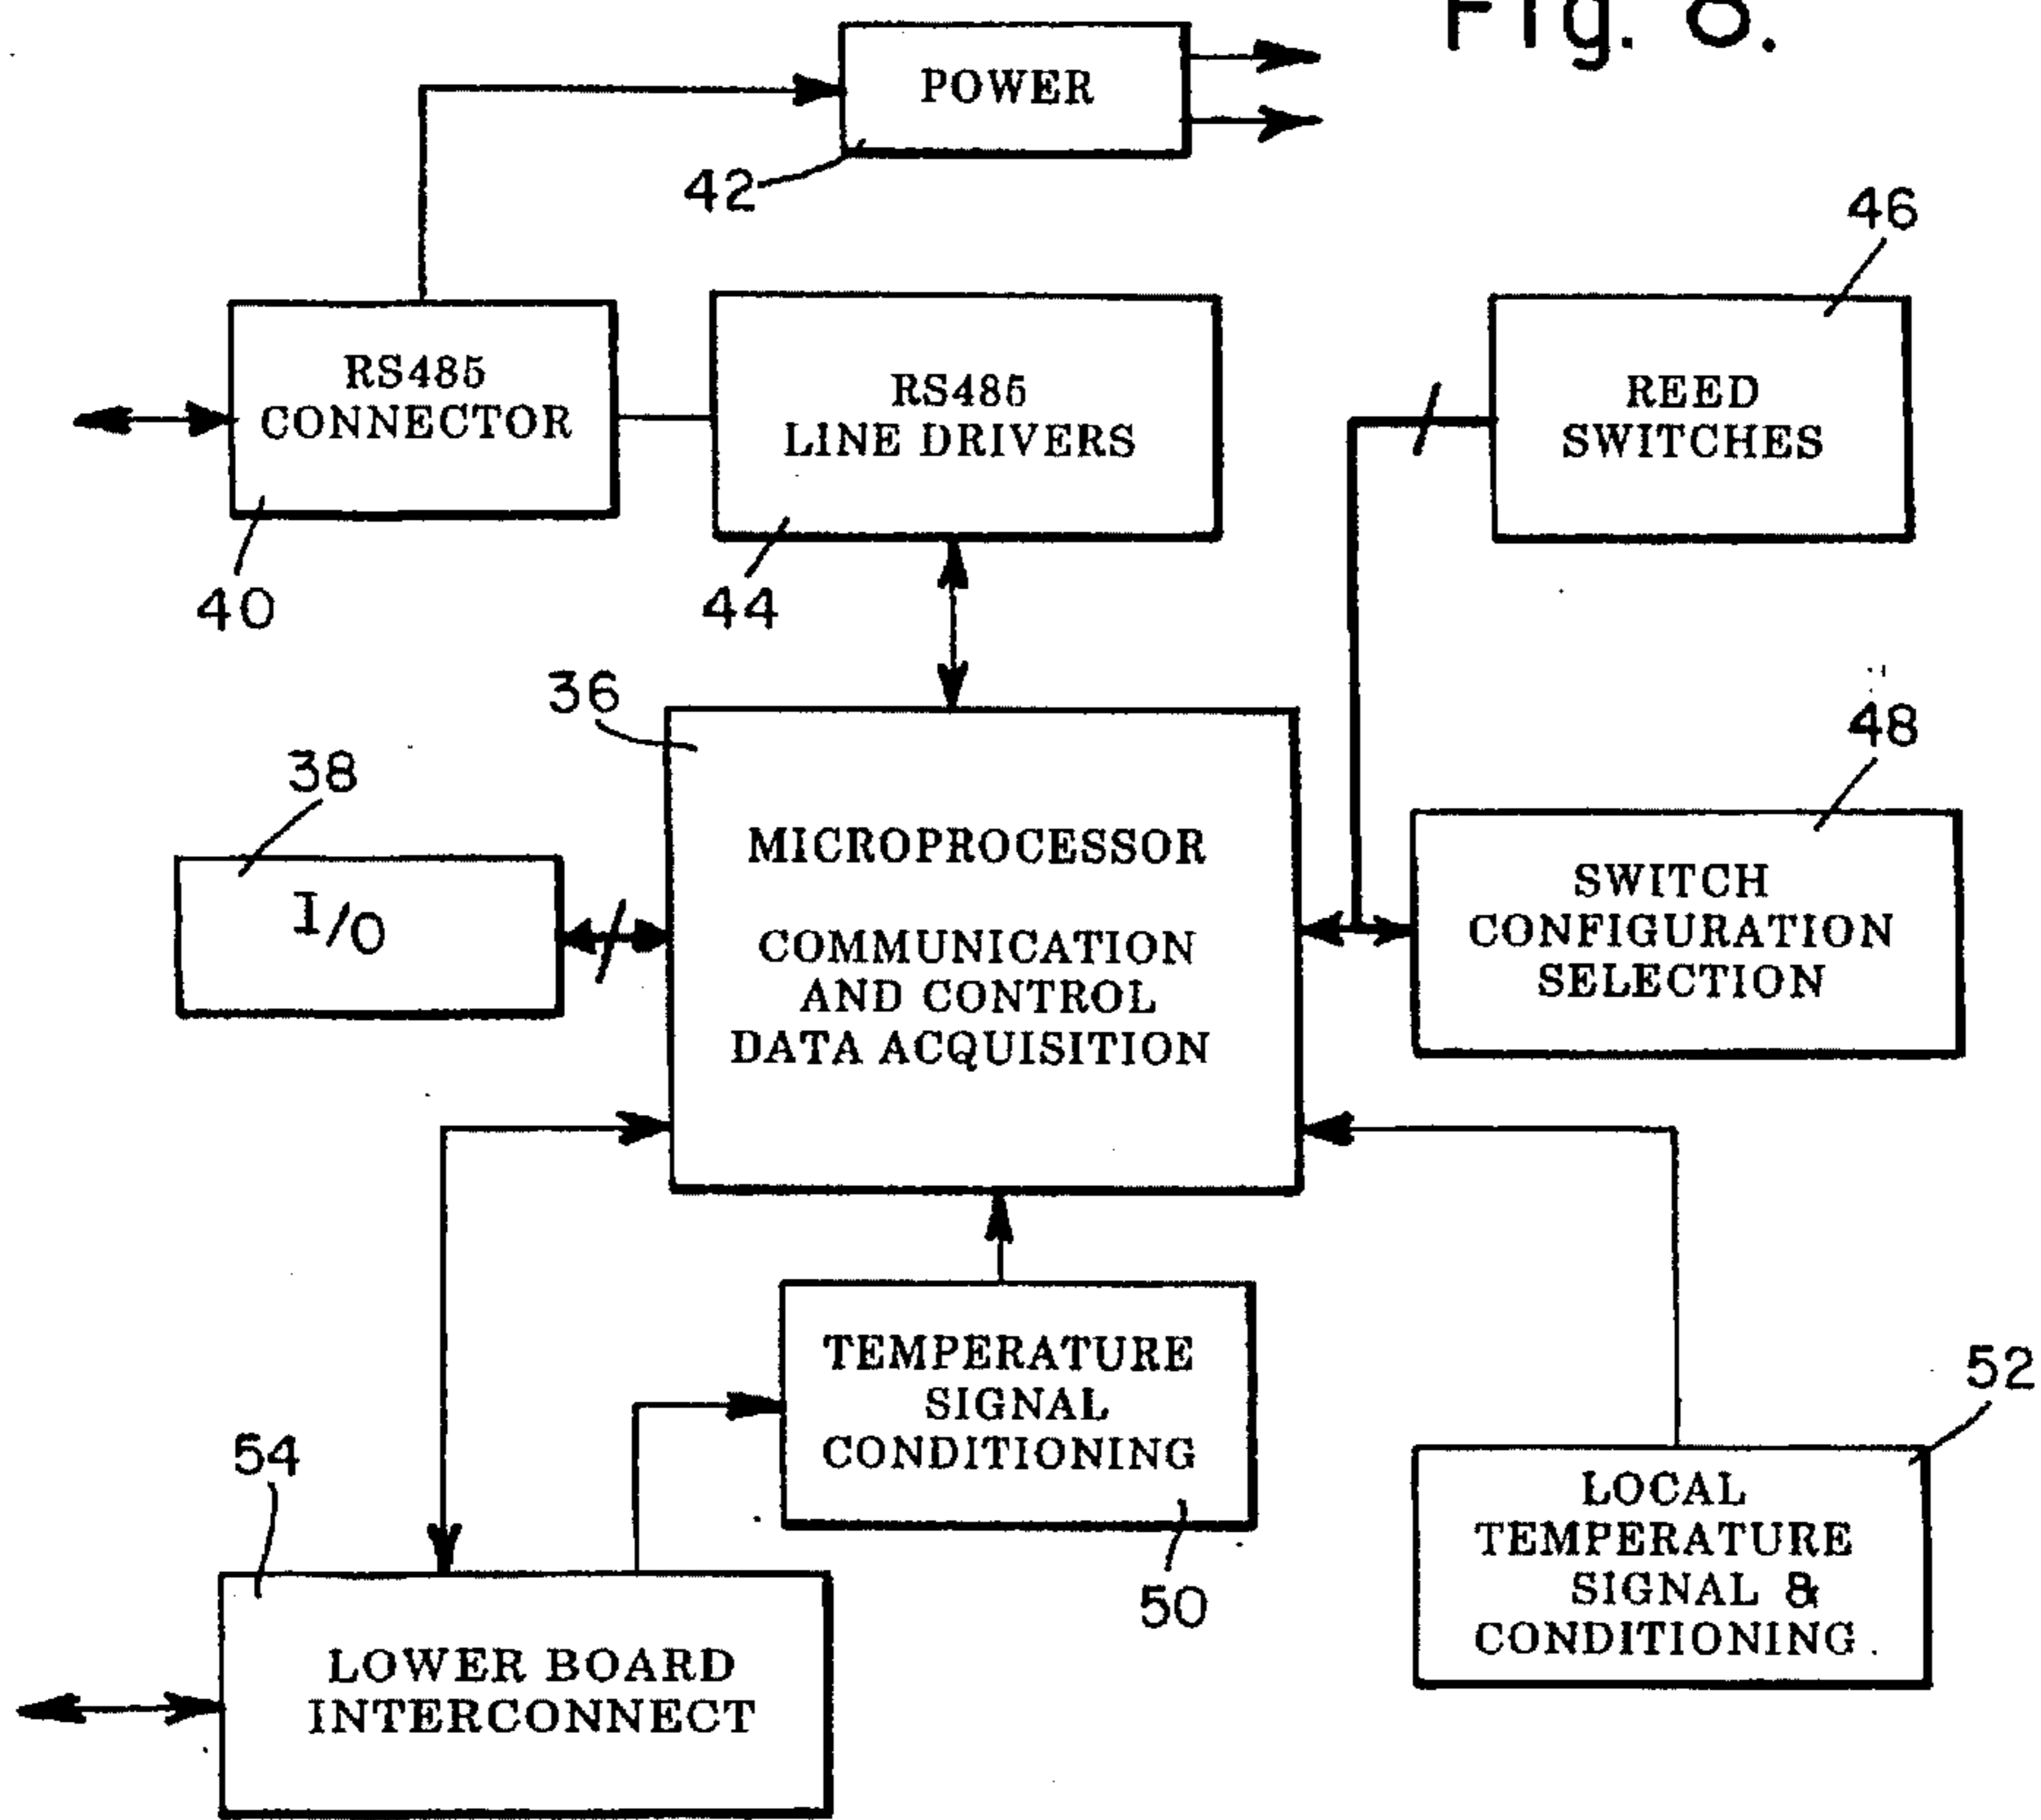 Fig. 8.
POWER
42
46
RS485
CONNECTOR
RS485
LINE DRIVERS
REED
SWITCHES
40
44
36
48
38
I/O
MICROPROCESSOR
COMMUNICATION
AND CONTROL
DATA ACQUISITION
SWITCH
CONFIGURATION
SELECTION
TEMPERATURE
SIGNAL
CONDITIONING
52
54
50
LOCAL
TEMPERATURE
SIGNAL &
CONDITIONING
LOWER BOARD
INTERCONNECT